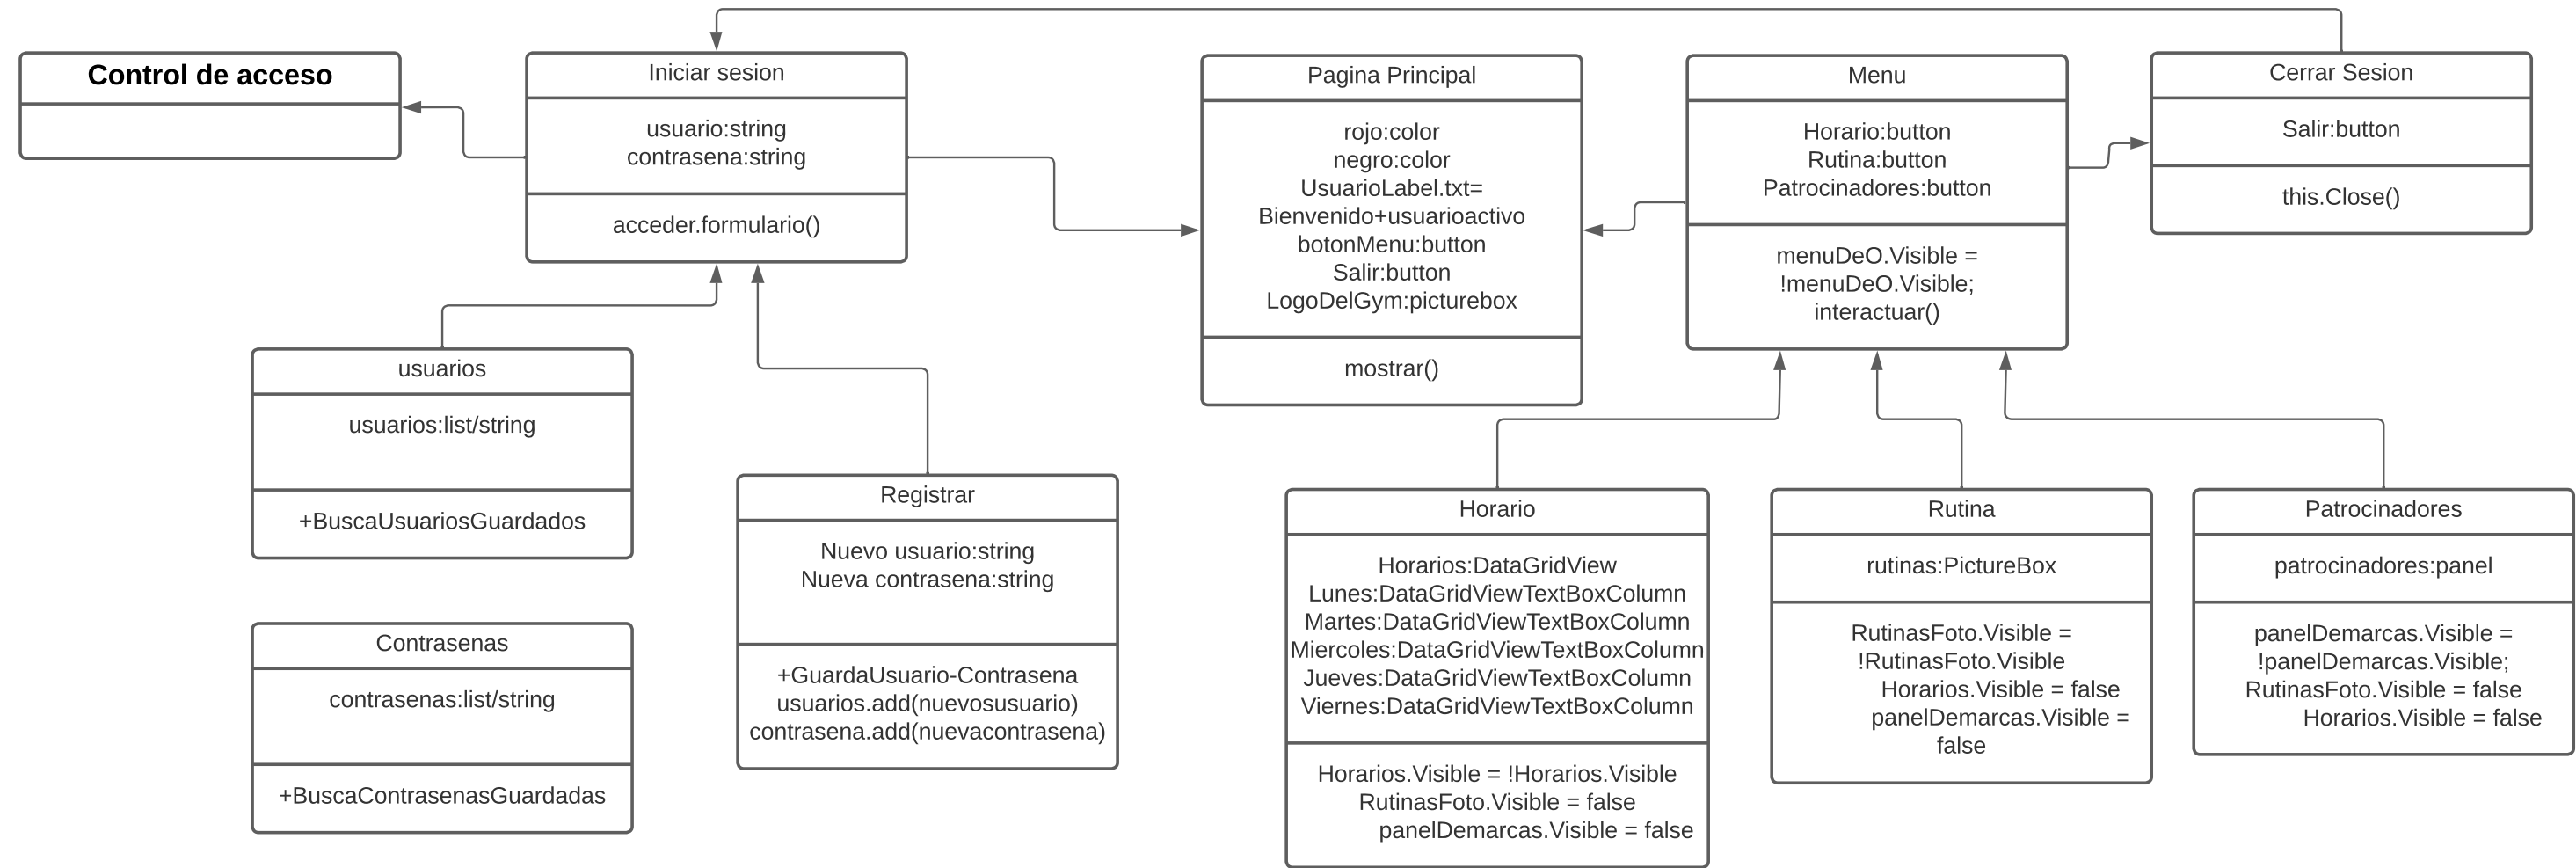 Control de acceso
Iniciar sesion
usuario:string
contrasena:string
acceder.formulario()
Pagina Principal
rojo:color
negro:color
UsuarioLabel.txt=
Bienvenido+usuarioactivo
botonMenu:button
Salir:button
LogoDelGym:picturebox
mostrar()
Menu
Horario:button
Rutina:button
Patrocinadores:button
menuDeO.Visible =
!menuDeO.Visible;
interactuar()
Cerrar Sesion
Salir:button
this.Close()
usuarios
usuarios:list/string
+BuscaUsuariosGuardados
Contrasenas
contrasenas:list/string
+BuscaContrasenasGuardadas
Registrar
Nuevo usuario:string
Nueva contrasena:string
+GuardaUsuario-Contrasena
usuarios.add(nuevosusuario)
contrasena.add(nuevacontrasena)
Horario
Horarios:DataGridView
Lunes:DataGridViewTextBoxColumn
Martes:DataGridViewTextBoxColumn
Miercoles:DataGridViewTextBoxColumn
Jueves:DataGridViewTextBoxColumn
Viernes:DataGridViewTextBoxColumn
Horarios.Visible = !Horarios.Visible
RutinasFoto.Visible = false
panelDemarcas.Visible = false
Rutina
rutinas:PictureBox
RutinasFoto.Visible =
!RutinasFoto.Visible
Horarios.Visible = false
panelDemarcas.Visible =
false
Patrocinadores
patrocinadores:panel
panelDemarcas.Visible =
!panelDemarcas.Visible;
RutinasFoto.Visible = false
Horarios.Visible = false